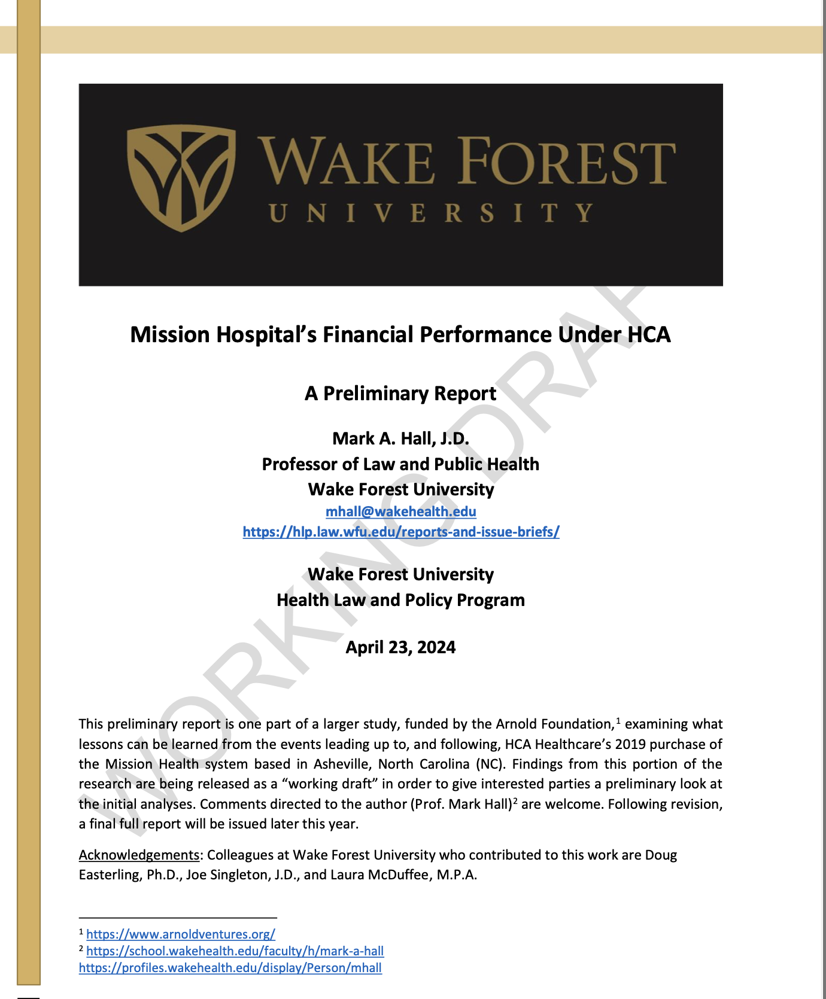 WAKE FOREST
UNIVERSITY
Mission Hospital’s Financial Performance Under HCA
A Preliminary Report
Mark A. Hall, J.D.
Professor of Law and Public Health
Wake Forest University
mhall@wakehealth.edu
https://hlp.law.wfu.edu/reports-and-issue-briefs/
Wake Forest University
Health Law and Policy Program
April 23, 2024
WORKING DRAF
This preliminary report is one part of a larger study, funded by the Arnold Foundation,¹ examining what
lessons can be learned from the events leading up to, and following, HCA Healthcare’s 2019 purchase of
the Mission Health system based in Asheville, North Carolina (NC). Findings from this portion of the
research are being released as a “working draft” in order to give interested parties a preliminary look at
the initial analyses. Comments directed to the author (Prof. Mark Hall)² are welcome. Following revision,
a final full report will be issued later this year.
Acknowledgements: Colleagues at Wake Forest University who contributed to this work are Doug
Easterling, Ph.D., Joe Singleton, J.D., and Laura McDuffee, M.P.A.
¹ https://www.arnoldventures.org/
² https://school.wakehealth.edu/faculty/h/mark-a-hall
https://profiles.wakehealth.edu/display/Person/mhall